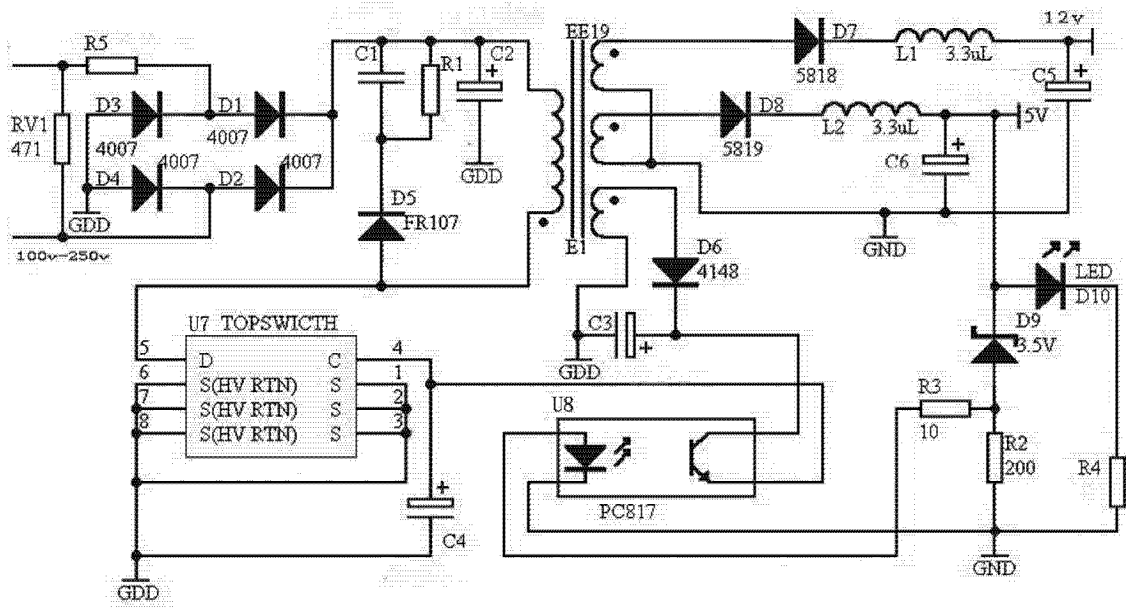 EE19
12v
D7
R5
C1
C2
+
R1
L1
3.3uL
+
C5
5818
D3
D1
D8
RV1
471
4007
4007
4007
5V
L2
3.3uL
+
C6
5819
D4
D2
GDD
GDD
D5
FR107
GND
100v-250v
E1
D6
4148
LED
D10
U7 TOPSWICTH
C3
+
D9
3.5V
5
D
C
4
6
S(HV RTN)
S
1
7
S(HV RTN)
S
2
8
S(HV RTN)
S
3
GDD
U8
R3
10
R2
200
R4
+
C4
PC817
GND
GDD